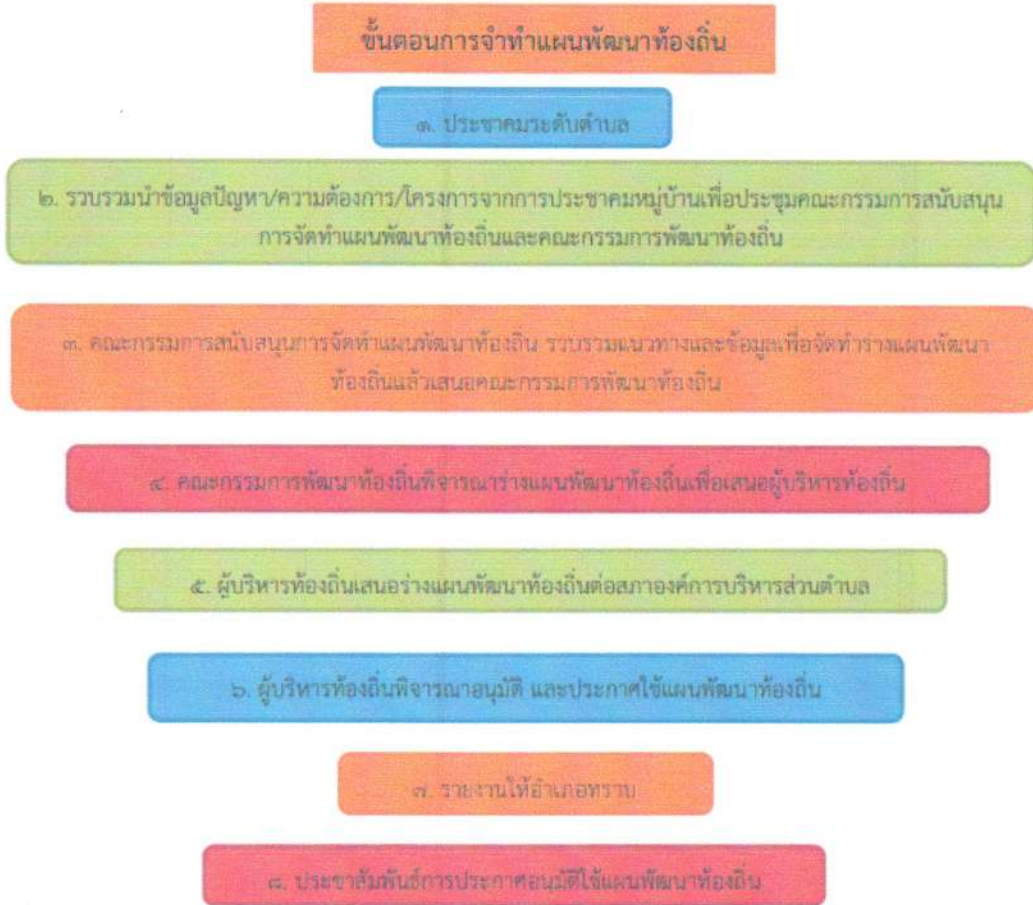 ขั้นตอนการจำทำแผนพัฒนาท้องถิ่น
๑. ประชาคมระดับตำบล
๒. รวบรวมนำข้อมูลปัญหา/ความต้องการ/โครงการจากการประชาคมหมู่บ้านเพื่อประชุมคณะกรรมการสนับสนุน
การจัดทำแผนพัฒนาท้องถิ่นและคณะกรรมการพัฒนาท้องถิ่น
๓. คณะกรรมการสนับสนุนการจัดทำแผนพัฒนาท้องถิ่น รวบรวมแนวทางและข้อมูลเพื่อจัดทำร่างแผนพัฒนา
ท้องถิ่นแล้วเสนอคณะกรรมการพัฒนาท้องถิ่น
๔. คณะกรรมการพัฒนาท้องถิ่นพิจารณาร่างแผนพัฒนาท้องถิ่นเพื่อเสนอผู้บริหารท้องถิ่น
๕. ผู้บริหารท้องถิ่นเสนอร่างแผนพัฒนาท้องถิ่นต่อสภาองค์การบริหารส่วนตำบล
๖. ผู้บริหารท้องถิ่นพิจารณาอนุมัติ และประกาศใช้แผนพัฒนาท้องถิ่น
๗. รายงานให้อำเภอทราบ
๘. ประชาสัมพันธ์การประกาศอนุมัติใช้แผนพัฒนาท้องถิ่น